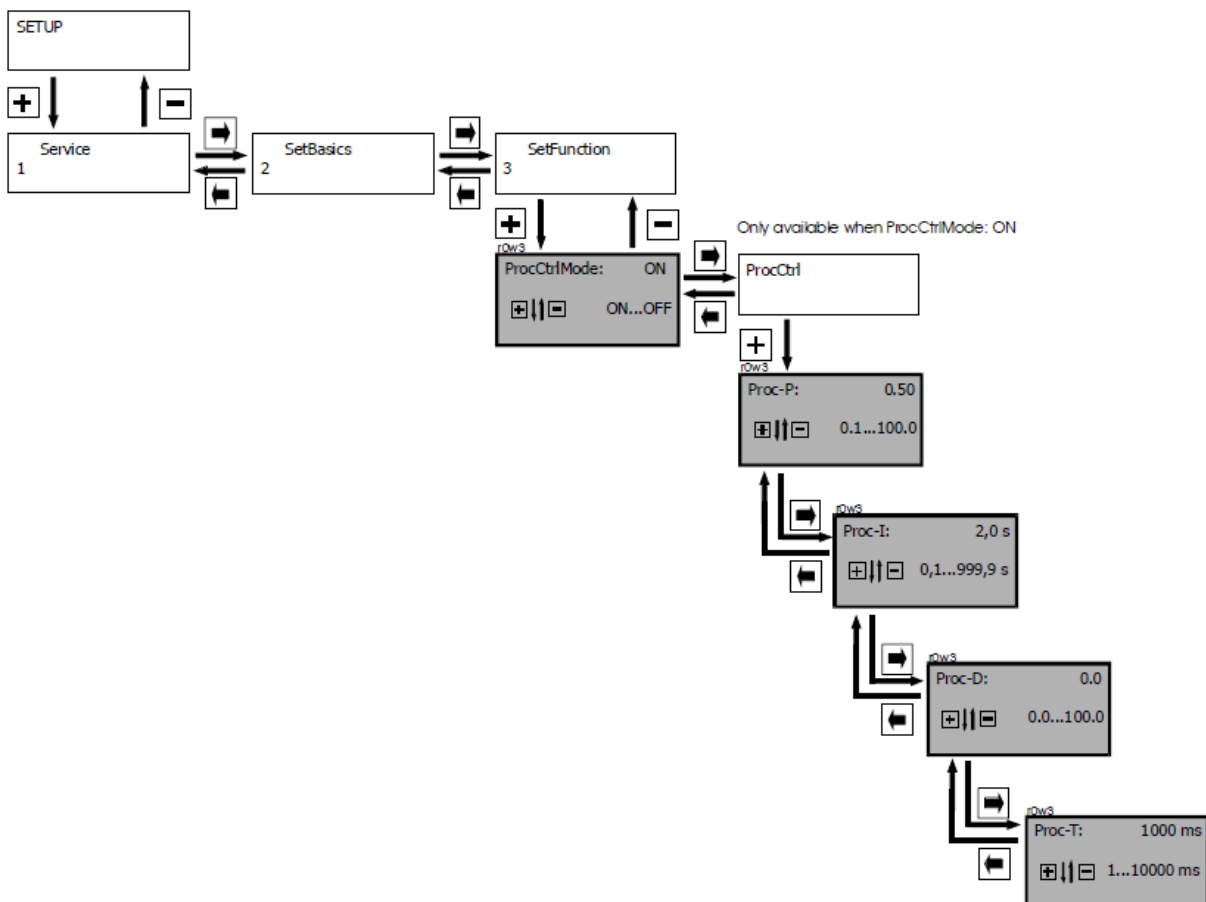 SETUP
Service
1
SetBasics
2
SetFunction
3
r0w3
ProcCtrlMode: ON
ON...OFF
Only available when ProcCtrlMode: ON
ProcCtrl
r0w3
Proc-P: 0.50
0.1...100.0
r0w3
Proc-I: 2,0 s
0,1...999,9 s
r0w3
Proc-D: 0.0
0.0...100.0
r0w3
Proc-T: 1000 ms
1...10000 ms